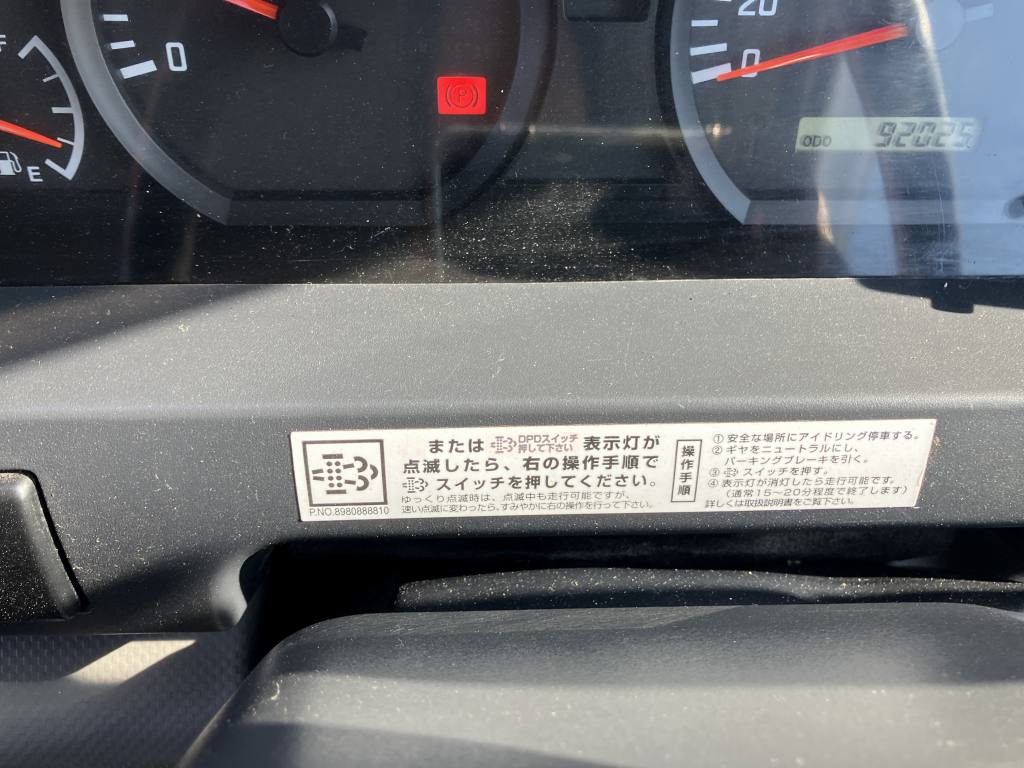 F
E
0
(P)
20
0
ODO 92025
または DPDスイッチ 押して下さい 表示灯が
点滅したら、右の操作手順で
スイッチを押してください。
ゆっくり点滅時は、点滅中も走行可能ですが、
速い点滅に変わったら、すみやかに右の操作を行って下さい。
P.NO.8980888810
操作手順
① 安全な場所にアイドリング停車する。
② ギヤをニュートラルにし、
パーキングブレーキを引く。
③ スイッチを押す。
④ 表示灯が消灯したら走行可能です。
(通常15～20分程度で終了します)
詳しくは取扱説明書をご覧下さい。